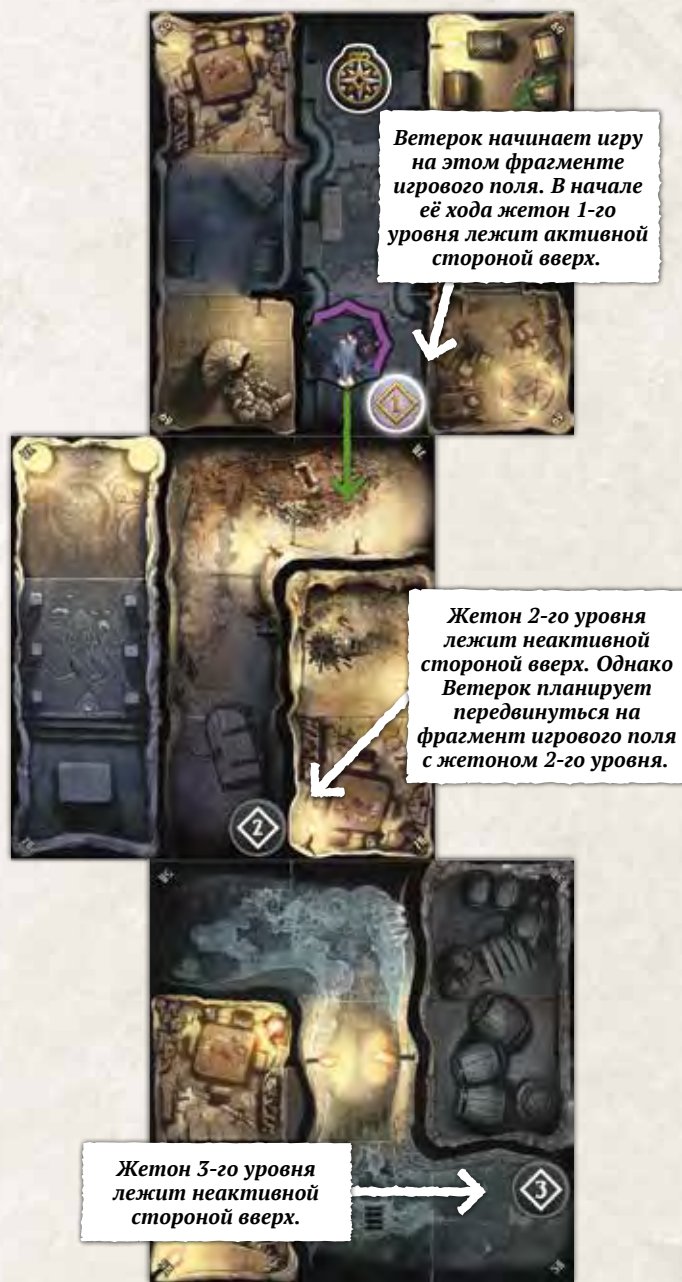 Ветерок начинает игру
на этом фрагменте
игрового поля. В начале
её хода жетон 1-го
уровня лежит активной
стороной вверх.
1
Жетон 2-го уровня
лежит неактивной
стороной вверх. Однако
Ветерок планирует
передвинуться на
фрагмент игрового поля
с жетоном 2-го уровня.
2
Жетон 3-го уровня
лежит неактивной
стороной вверх.
3